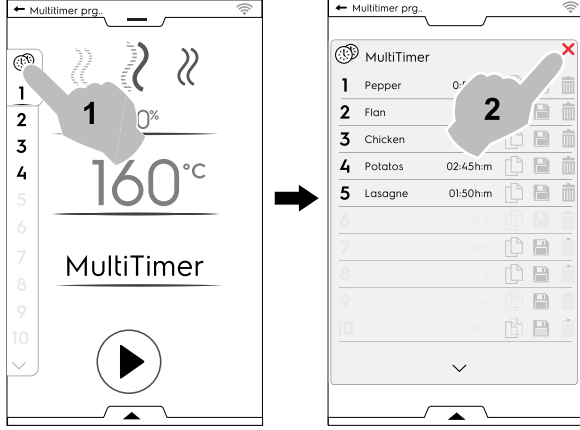 Multitimer prg..
1
2
3
4
5
6
7
8
9
10
1
160°C
MultiTimer
Multitimer prg..
MultiTimer
1 Pepper
2 Flan
3 Chicken
4 Potatos 02:45h:m
5 Lasagne 01:50h:m
6
7
8
9
10
2